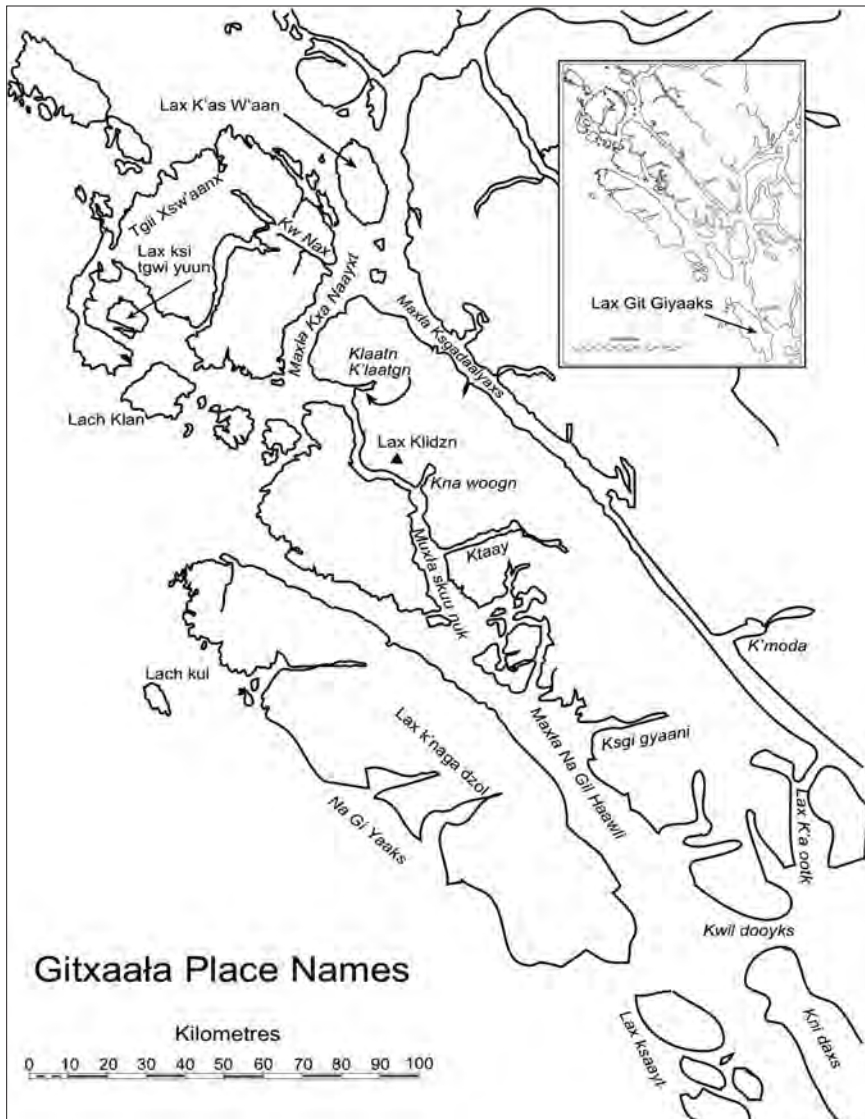 Lax K'as W'aan
Tgii Xsw'aanx
Lax ksi
tgwi yuun
Kw Nax
Lax Git Giyaaks
Maxła Kxa Naayxt
Maxła Ksgadaalyaxs
Klaatn
K'laatgn
Lach Klan
Lax Klidzn
Kna woogn
Ktaay
Muxła skuu nuk
K'moda
Lach kul
Lax k'naga dzol
Ksgi gyaani
Maxła Na Gil Haawli
Na Gi Yaaks
Lax K'a ootk
Kwil dooyks
Gitxaała Place Names
Kni daxs
Lax ksaayt
Kilometres
0 10 20 30 40 50 60 70 80 90 100